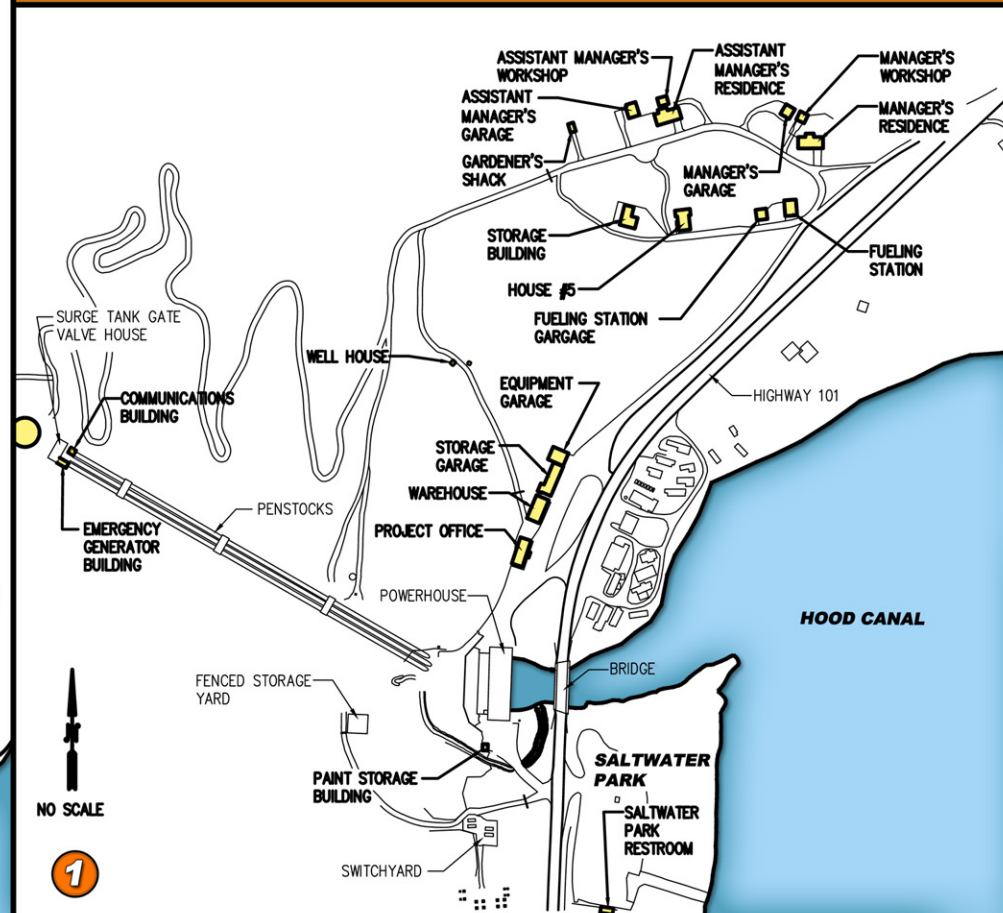 ASSISTANT MANAGER'S
WORKSHOP
ASSISTANT
MANAGER'S
RESIDENCE
MANAGER'S
WORKSHOP
ASSISTANT
MANAGER'S
GARAGE
MANAGER'S
RESIDENCE
GARDENER'S
SHACK
MANAGER'S
GARAGE
STORAGE
BUILDING
HOUSE #5
FUELING
STATION
FUELING STATION
GARGAGE
SURGE TANK GATE
VALVE HOUSE
WELL HOUSE
EQUIPMENT
GARAGE
HIGHWAY 101
COMMUNICATIONS
BUILDING
STORAGE
GARAGE
WAREHOUSE
PENSTOCKS
PROJECT OFFICE
EMERGENCY
GENERATOR
BUILDING
POWERHOUSE
HOOD CANAL
FENCED STORAGE
YARD
BRIDGE
N
NO SCALE
PAINT STORAGE
BUILDING
SALTWATER
PARK
SALTWATER
PARK
RESTROOM
SWITCHYARD
1